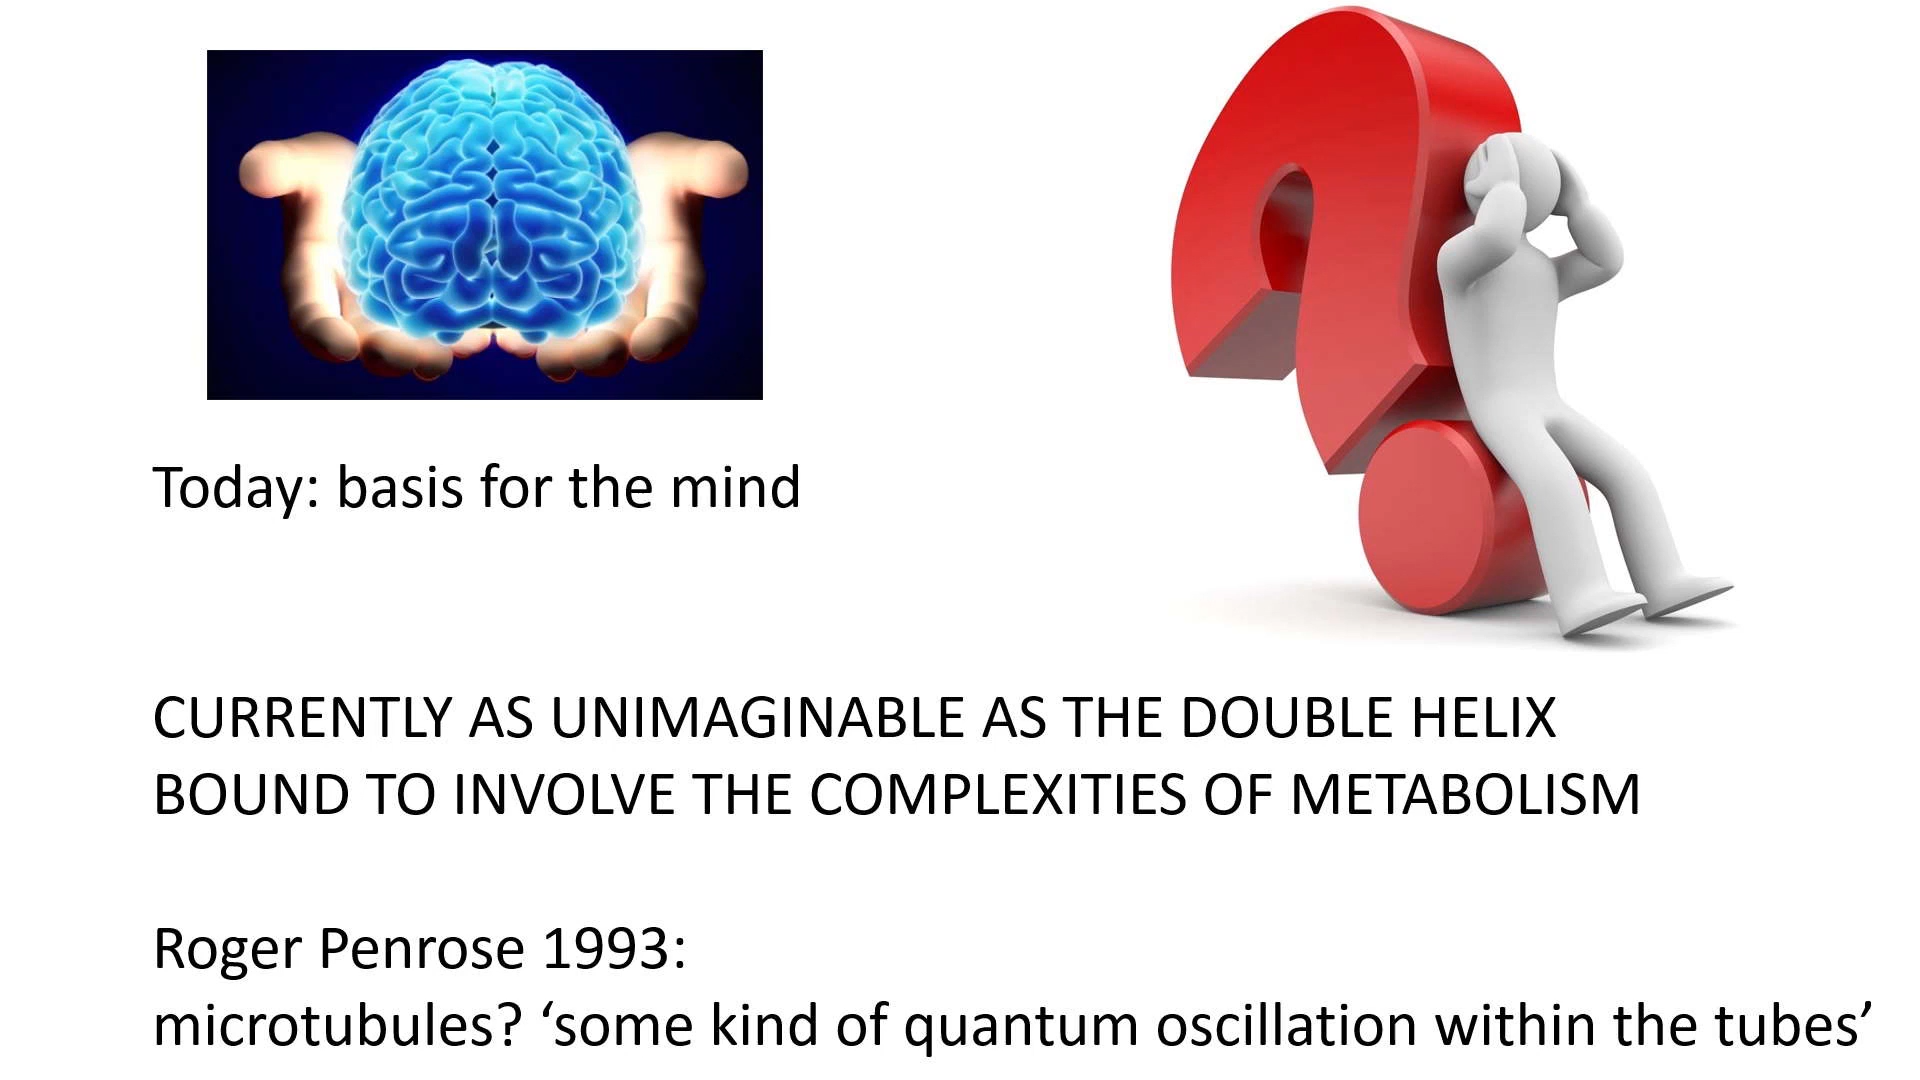 Today: basis for the mind
CURRENTLY AS UNIMAGINABLE AS THE DOUBLE HELIX
BOUND TO INVOLVE THE COMPLEXITIES OF METABOLISM
Roger Penrose 1993:
microtubules? ‘some kind of quantum oscillation within the tubes’